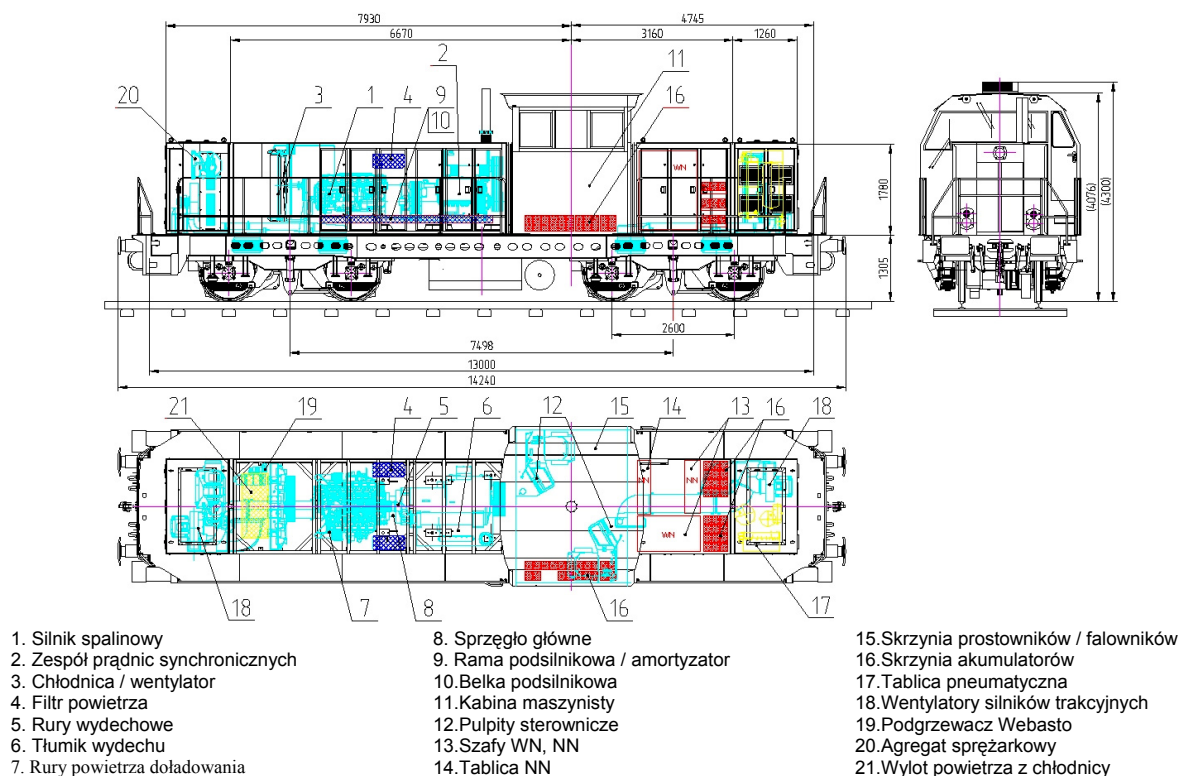 7930
4745
6670
3160
1260
2
11
20
3
1
4
9
16
10
WN
1780
1305
(4076)
(4300)
2600
7498
13000
14240
21
19
4
5
6
12
15
14
13
16
18
NN
NN
WN
18
7
8
16
17
1. Silnik spalinowy
2. Zespół prądnic synchronicznych
3. Chłodnica / wentylator
4. Filtr powietrza
5. Rury wydechowe
6. Tłumik wydechu
7. Rury powietrza doładowania
8. Sprzęgło główne
9. Rama podsilnikowa / amortyzator
10.Belka podsilnikowa
11.Kabina maszynisty
12.Pulpity sterownicze
13.Szafy WN, NN
14.Tablica NN
15.Skrzynia prostowników / falowników
16.Skrzynia akumulatorów
17.Tablica pneumatyczna
18.Wentylatory silników trakcyjnych
19.Podgrzewacz Webasto
20.Agregat sprężarkowy
21.Wylot powietrza z chłodnicy